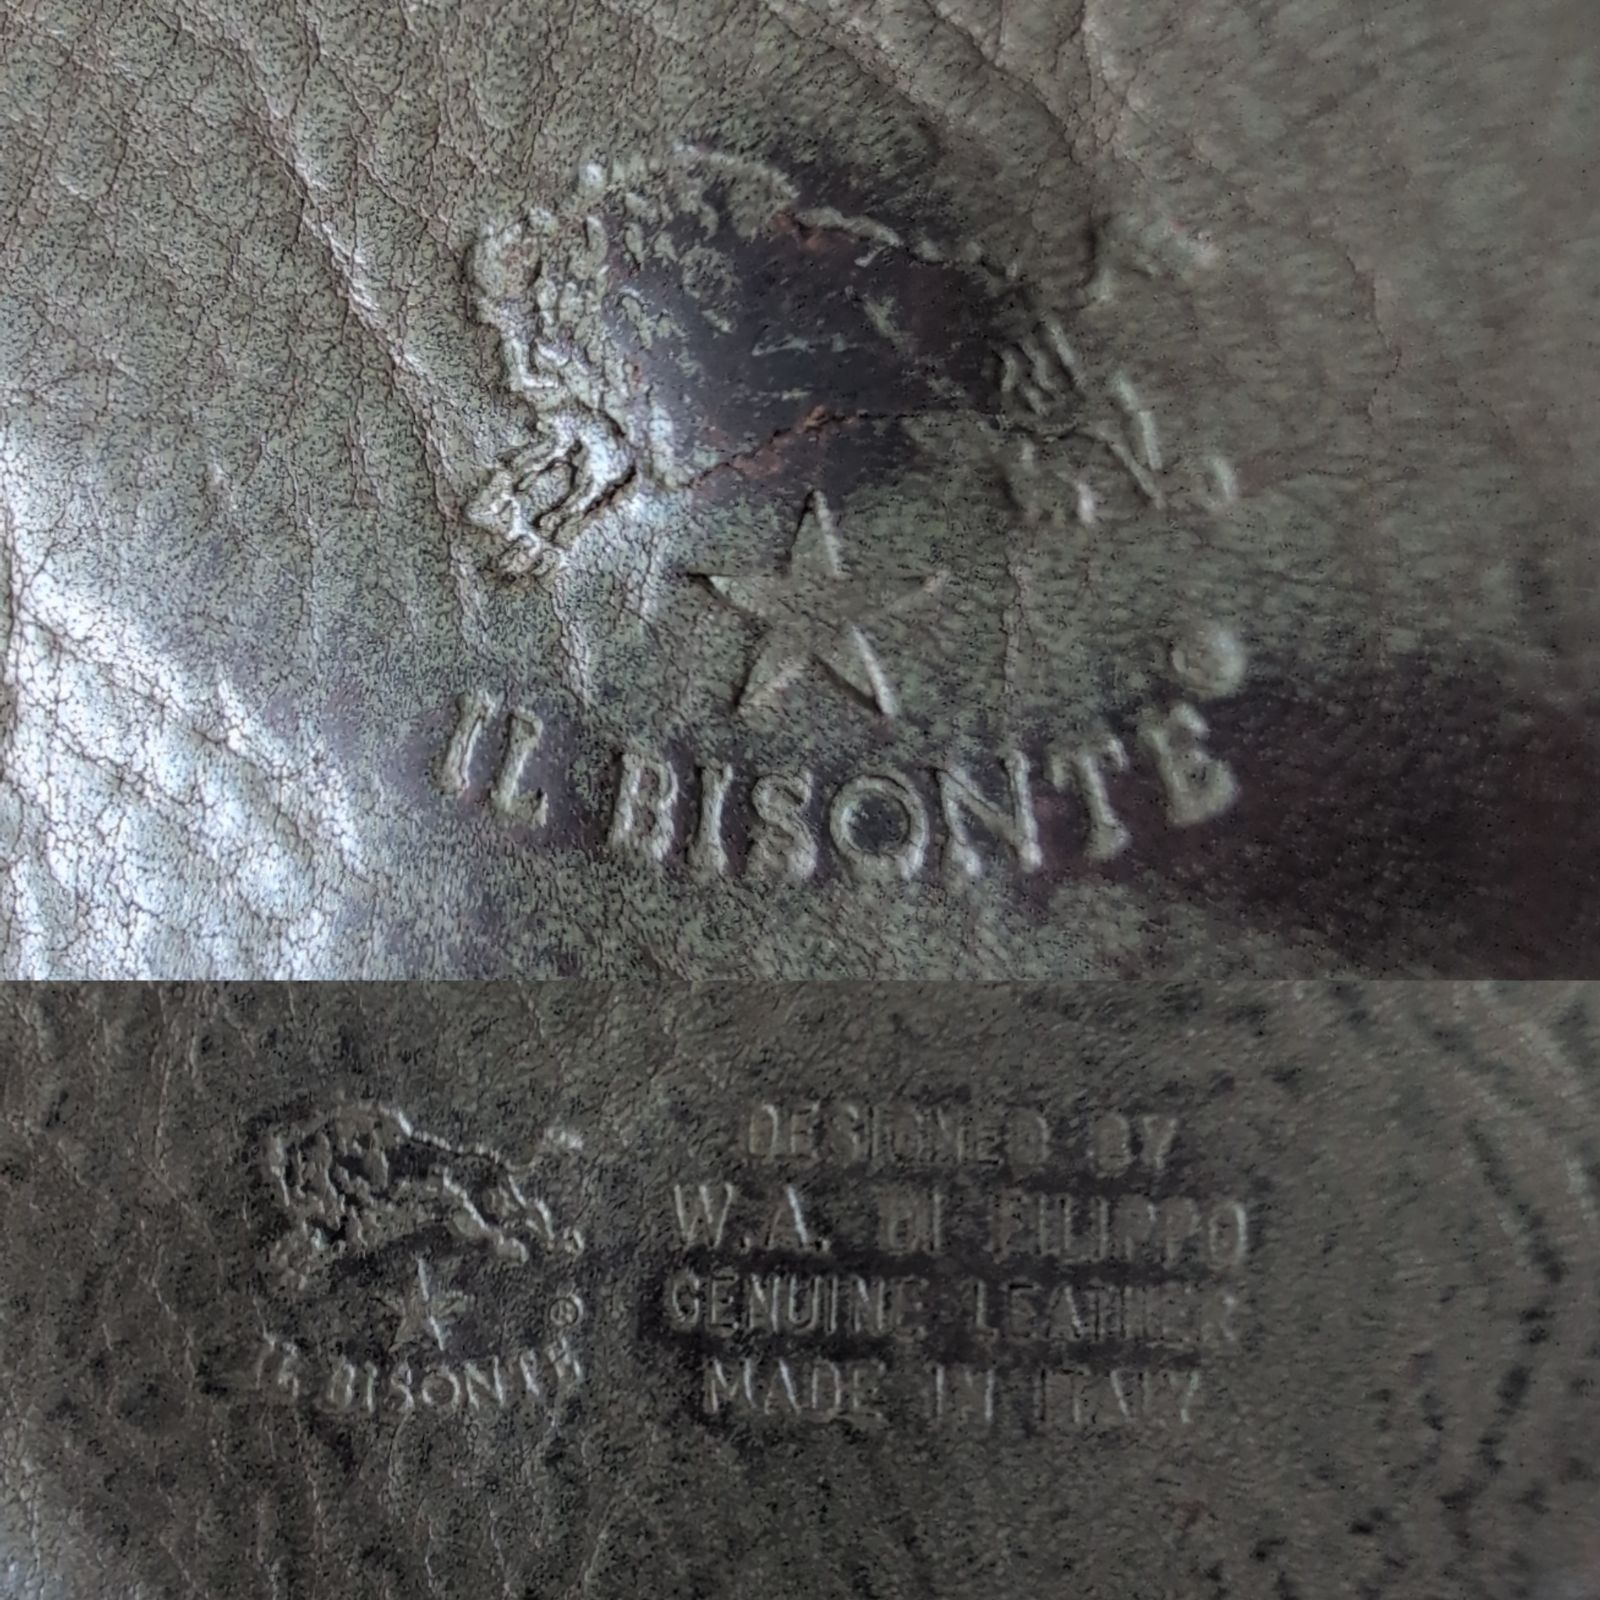 IL BISONTE
DESIGNED BY
W.A. DI FILIPPO
GENUINE LEATHER
MADE IN ITALY
®
IL BISONTE